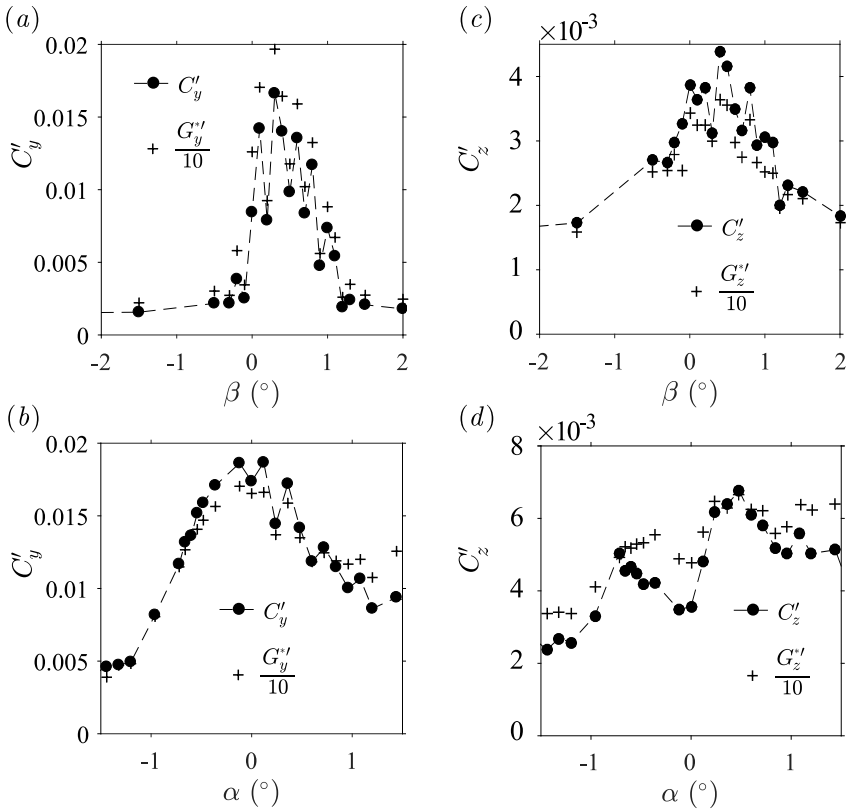 (a)
0.02
0.015
0.01
0.005
0
C′y
C′y
G*′y
10
-2 -1 0 1 2
β (°)
(c)
×10-3
4
3
2
1
0
C′z
C′z
G*′z
10
-2 -1 0 1 2
β (°)
(b)
0.02
0.015
0.01
0.005
0
C′y
C′y
G*′y
10
-1 0 1
α (°)
(d)
×10-3
8
6
4
2
0
C′z
C′z
G*′z
10
-1 0 1
α (°)